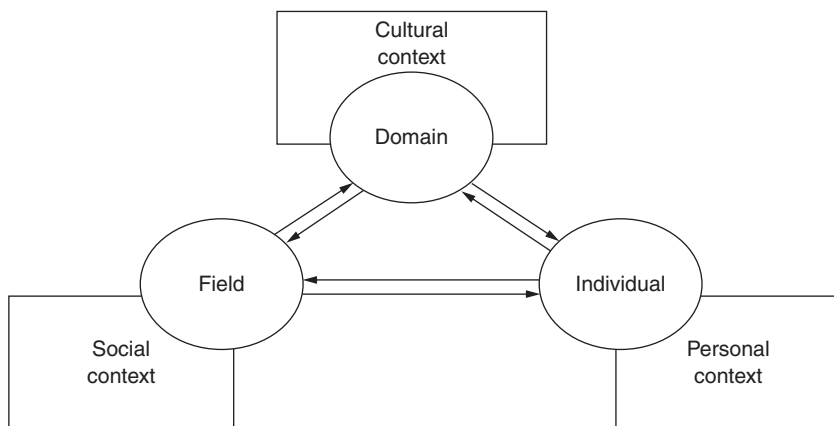 Cultural
context
Domain
Field
Individual
Social
context
Personal
context